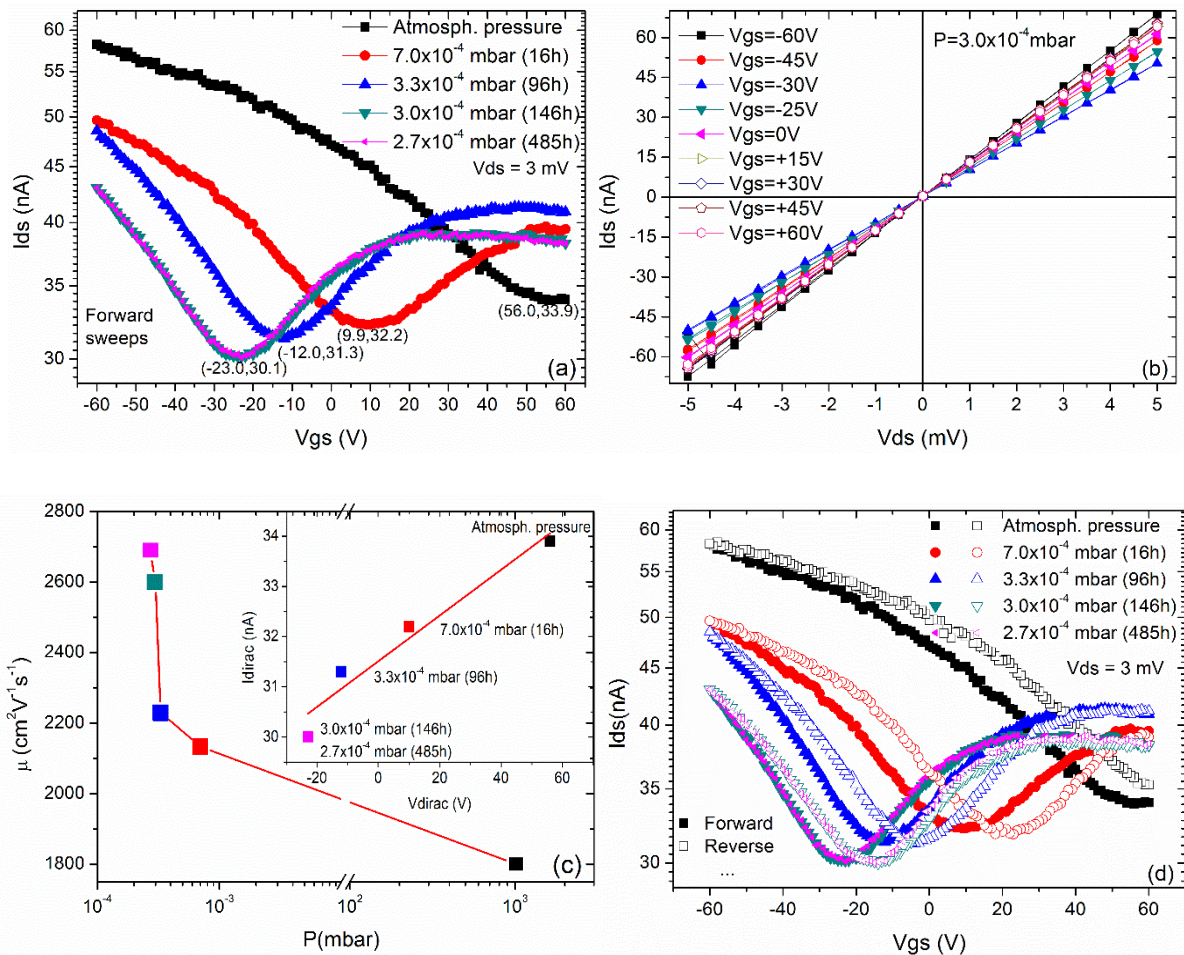 Atmosph. pressure
7.0x10⁻⁴ mbar (16h)
3.3x10⁻⁴ mbar (96h)
3.0x10⁻⁴ mbar (146h)
2.7x10⁻⁴ mbar (485h)
Vds = 3 mV
60
55
50
45
40
35
30
Ids (nA)
Forward
sweeps
(-23.0,30.1)
(-12.0,31.3)
(9.9,32.2)
(56.0,33.9)
(a)
-60 -50 -40 -30 -20 -10 0 10 20 30 40 50 60
Vgs (V)
Vgs=-60V
Vgs=-45V
Vgs=-30V
Vgs=-25V
Vgs=0V
Vgs=+15V
Vgs=+30V
Vgs=+45V
Vgs=+60V
P=3.0x10⁻⁴mbar
60
45
30
15
0
-15
-30
-45
-60
Ids (nA)
(b)
-5 -4 -3 -2 -1 0 1 2 3 4 5
Vds (mV)
2800
2600
2400
2200
2000
1800
μ (cm²V⁻¹s⁻¹)
Atmosph. pressure
34
33
32
31
30
Idirac (nA)
7.0x10⁻⁴ mbar (16h)
3.3x10⁻⁴ mbar (96h)
3.0x10⁻⁴ mbar (146h)
2.7x10⁻⁴ mbar (485h)
-20 0 20 40 60
Vdirac (V)
(c)
10⁻⁴ 10⁻³ 10² 10³
P(mbar)
Atmosph. pressure
7.0x10⁻⁴ mbar (16h)
3.3x10⁻⁴ mbar (96h)
3.0x10⁻⁴ mbar (146h)
2.7x10⁻⁴ mbar (485h)
Vds = 3 mV
60
55
50
45
40
35
30
Ids(nA)
Forward
Reverse
...
(d)
-60 -40 -20 0 20 40 60
Vgs (V)